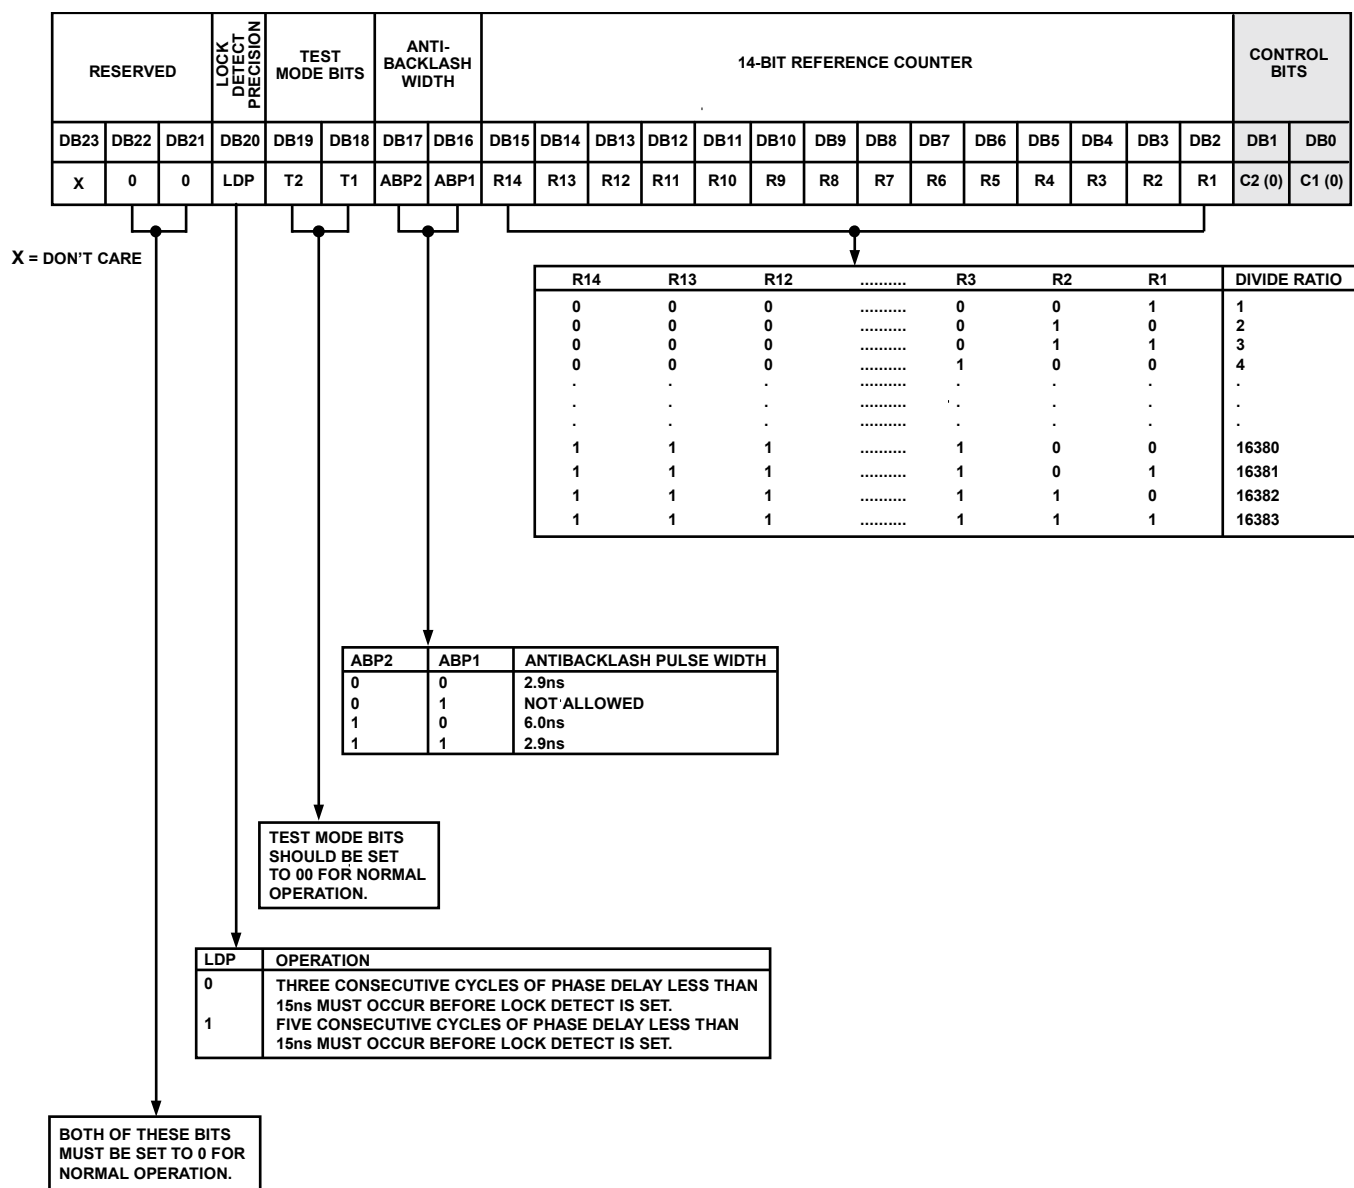 RESERVED
LOCK DETECT PRECISION
TEST MODE BITS
ANTI-BACKLASH WIDTH
14-BIT REFERENCE COUNTER
CONTROL BITS
DB23 DB22 DB21 DB20 DB19 DB18 DB17 DB16 DB15 DB14 DB13 DB12 DB11 DB10 DB9 DB8 DB7 DB6 DB5 DB4 DB3 DB2 DB1 DB0
X 0 0 LDP T2 T1 ABP2 ABP1 R14 R13 R12 R11 R10 R9 R8 R7 R6 R5 R4 R3 R2 R1 C2 (0) C1 (0)
X = DON'T CARE
R14 R13 R12 .......... R3 R2 R1 DIVIDE RATIO
0 0 0 .......... 0 0 1 1
0 0 0 .......... 0 1 0 2
0 0 0 .......... 0 1 1 3
0 0 0 .......... 1 0 0 4
. . . .......... . . . .
. . . .......... . . . .
. . . .......... . . . .
1 1 1 .......... 1 0 0 16380
1 1 1 .......... 1 0 1 16381
1 1 1 .......... 1 1 0 16382
1 1 1 .......... 1 1 1 16383
ABP2 ABP1 ANTIBACKLASH PULSE WIDTH
0 0 2.9ns
0 1 NOT ALLOWED
1 0 6.0ns
1 1 2.9ns
TEST MODE BITS
SHOULD BE SET
TO 00 FOR NORMAL
OPERATION.
LDP OPERATION
0 THREE CONSECUTIVE CYCLES OF PHASE DELAY LESS THAN
15ns MUST OCCUR BEFORE LOCK DETECT IS SET.
1 FIVE CONSECUTIVE CYCLES OF PHASE DELAY LESS THAN
15ns MUST OCCUR BEFORE LOCK DETECT IS SET.
BOTH OF THESE BITS
MUST BE SET TO 0 FOR
NORMAL OPERATION.